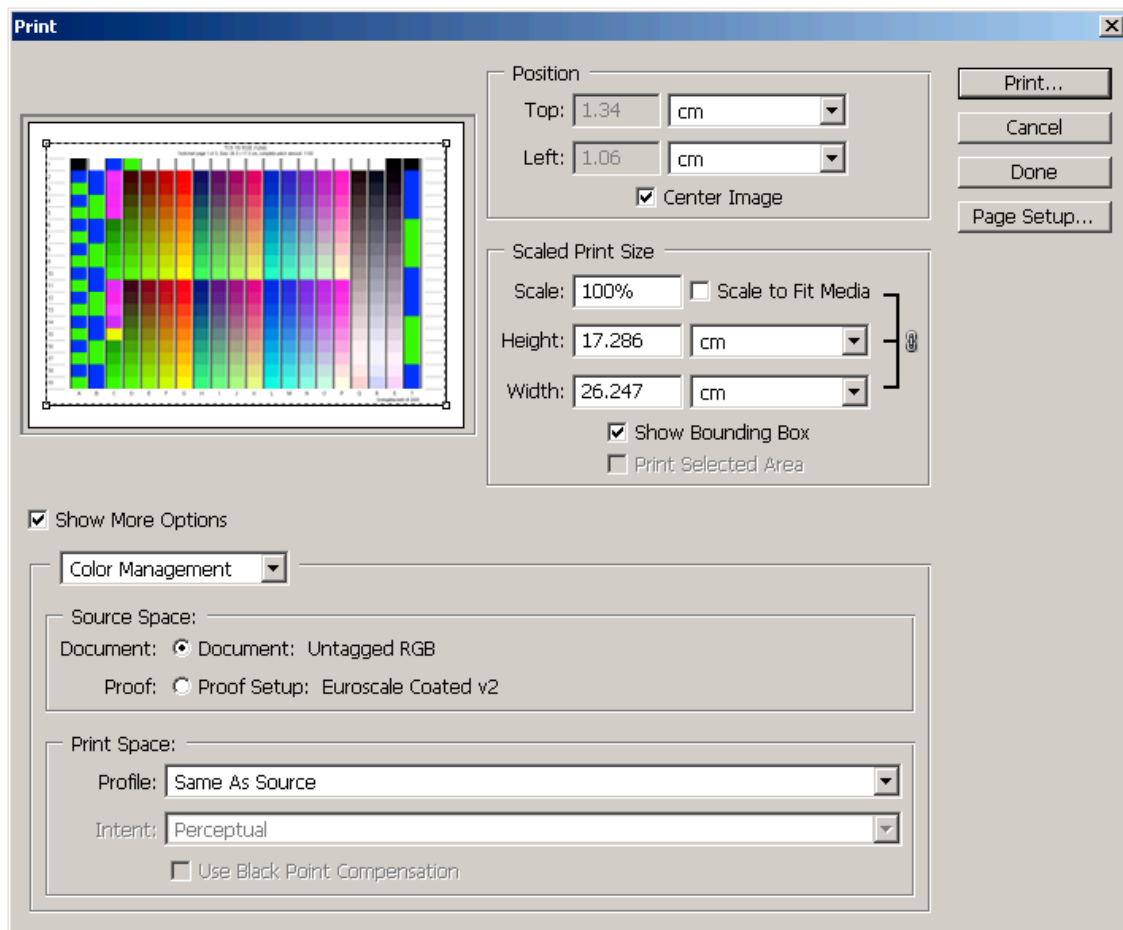 Print
Position
Top: 1.34 cm
Left: 1.06 cm
Center Image
Print...
Cancel
Done
Page Setup...
Scaled Print Size
Scale: 100% Scale to Fit Media
Height: 17.286 cm
Width: 26.247 cm
Show Bounding Box
Print Selected Area
Show More Options
Color Management
Source Space:
Document: Document: Untagged RGB
Proof: Proof Setup: Euroscale Coated v2
Print Space:
Profile: Same As Source
Intent: Perceptual
Use Black Point Compensation